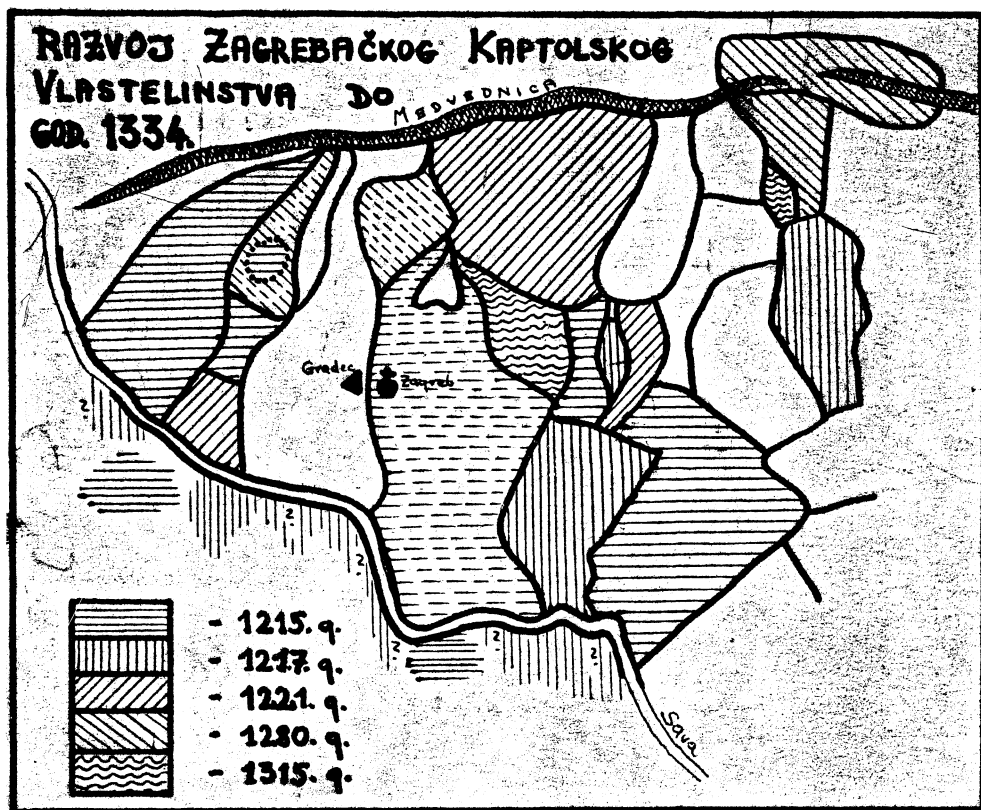 RAZVOJ ZAGREBAČKOG KAPTOLSKOG
VLASTELINSTVA DO
GOD. 1334.
MEDVEDNICA
Gradec
Zagreb
?
?
?
?
?
?
- 1215. g.
- 1217. g.
- 1221. g.
- 1280. g.
- 1315. g.
Sava